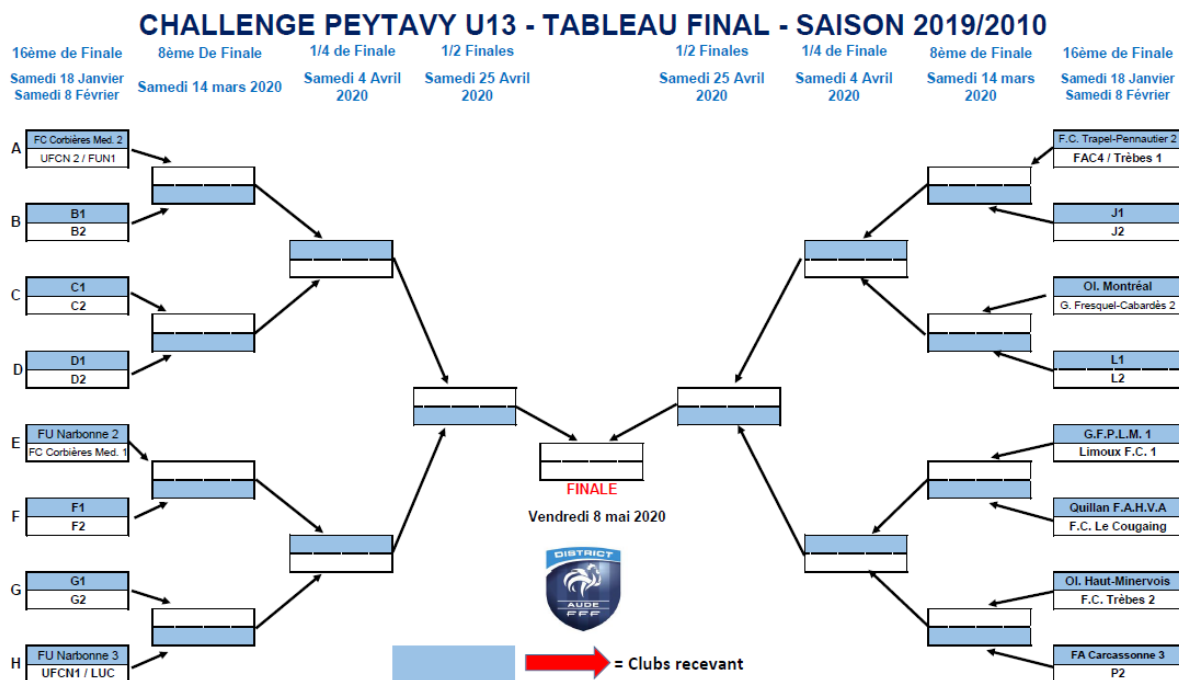 CHALLENGE PEYTAVY U13 - TABLEAU FINAL - SAISON 2019/2010
16ème de Finale
Samedi 18 Janvier
Samedi 8 Février
8ème De Finale
Samedi 14 mars 2020
1/4 de Finale
Samedi 4 Avril
2020
1/2 Finales
Samedi 25 Avril
2020
1/2 Finales
Samedi 25 Avril
2020
1/4 de Finale
Samedi 4 Avril
2020
8ème de Finale
Samedi 14 mars
2020
16ème de Finale
Samedi 18 Janvier
Samedi 8 Février
A
FC Corbières Med. 2
UFCN 2 / FUN1
B
B1
B2
C
C1
C2
D
D1
D2
E
FU Narbonne 2
FC Corbières Med. 1
F
F1
F2
G
G1
G2
H
FU Narbonne 3
UFCN1 / LUC
FINALE
Vendredi 8 mai 2020
DISTRICT
AUDE
FFF
= Clubs recevant
F.C. Trapel-Pennautier 2
FAC4 / Trèbes 1
J1
J2
Ol. Montréal
G. Fresquel-Cabardès 2
L1
L2
G.F.P.L.M. 1
Limoux F.C. 1
Quillan F.A.H.V.A
F.C. Le Cougaing
Ol. Haut-Minervois
F.C. Trèbes 2
FA Carcassonne 3
P2